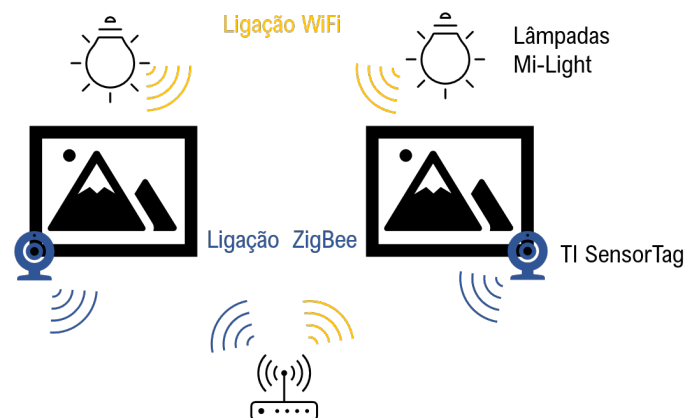 Ligação WiFi
Lâmpadas
Mi-Light
Ligação ZigBee
TI SensorTag